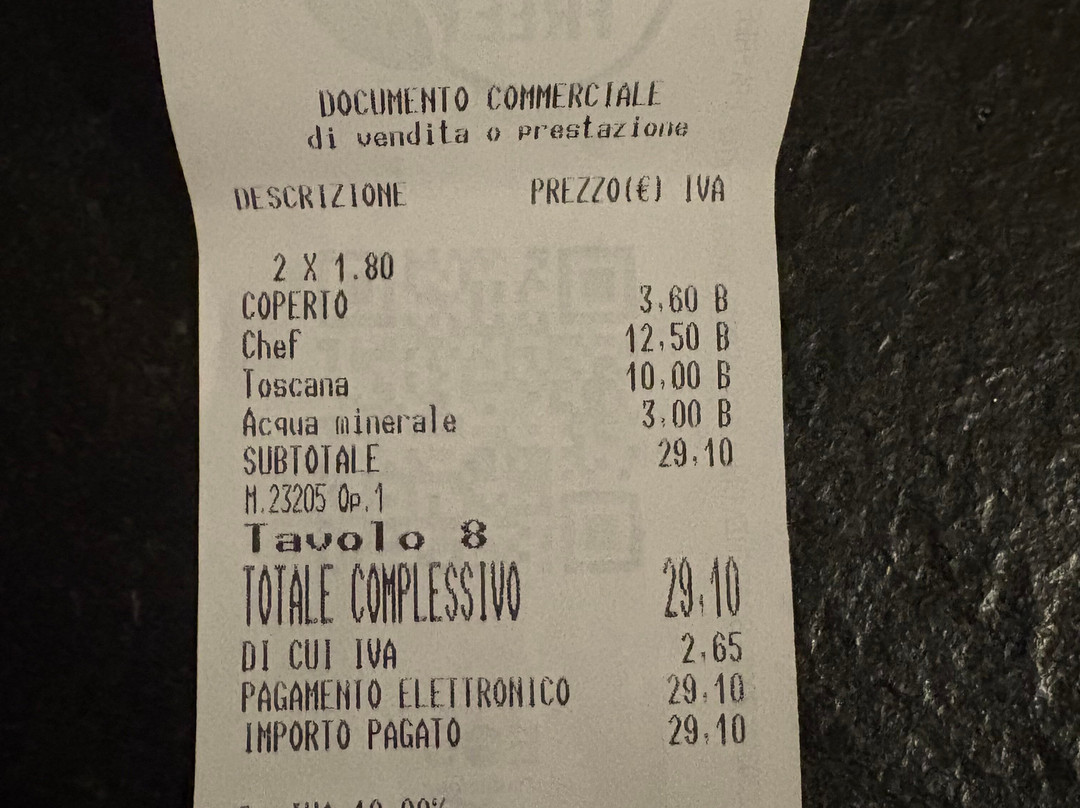 FREE
DOCUMENTO COMMERCIALE
di vendita o prestazione
DESCRIZIONE PREZZO(€) IVA
2 X 1.80
COPERTO 3,60 B
Chef 12,50 B
Toscana 10,00 B
Acqua minerale 3,00 B
SUBTOTALE 29,10
M.23205 Op.1
Tavolo 8
TOTALE COMPLESSIVO 29,10
DI CUI IVA 2,65
PAGAMENTO ELETTRONICO 29,10
IMPORTO PAGATO 29,10